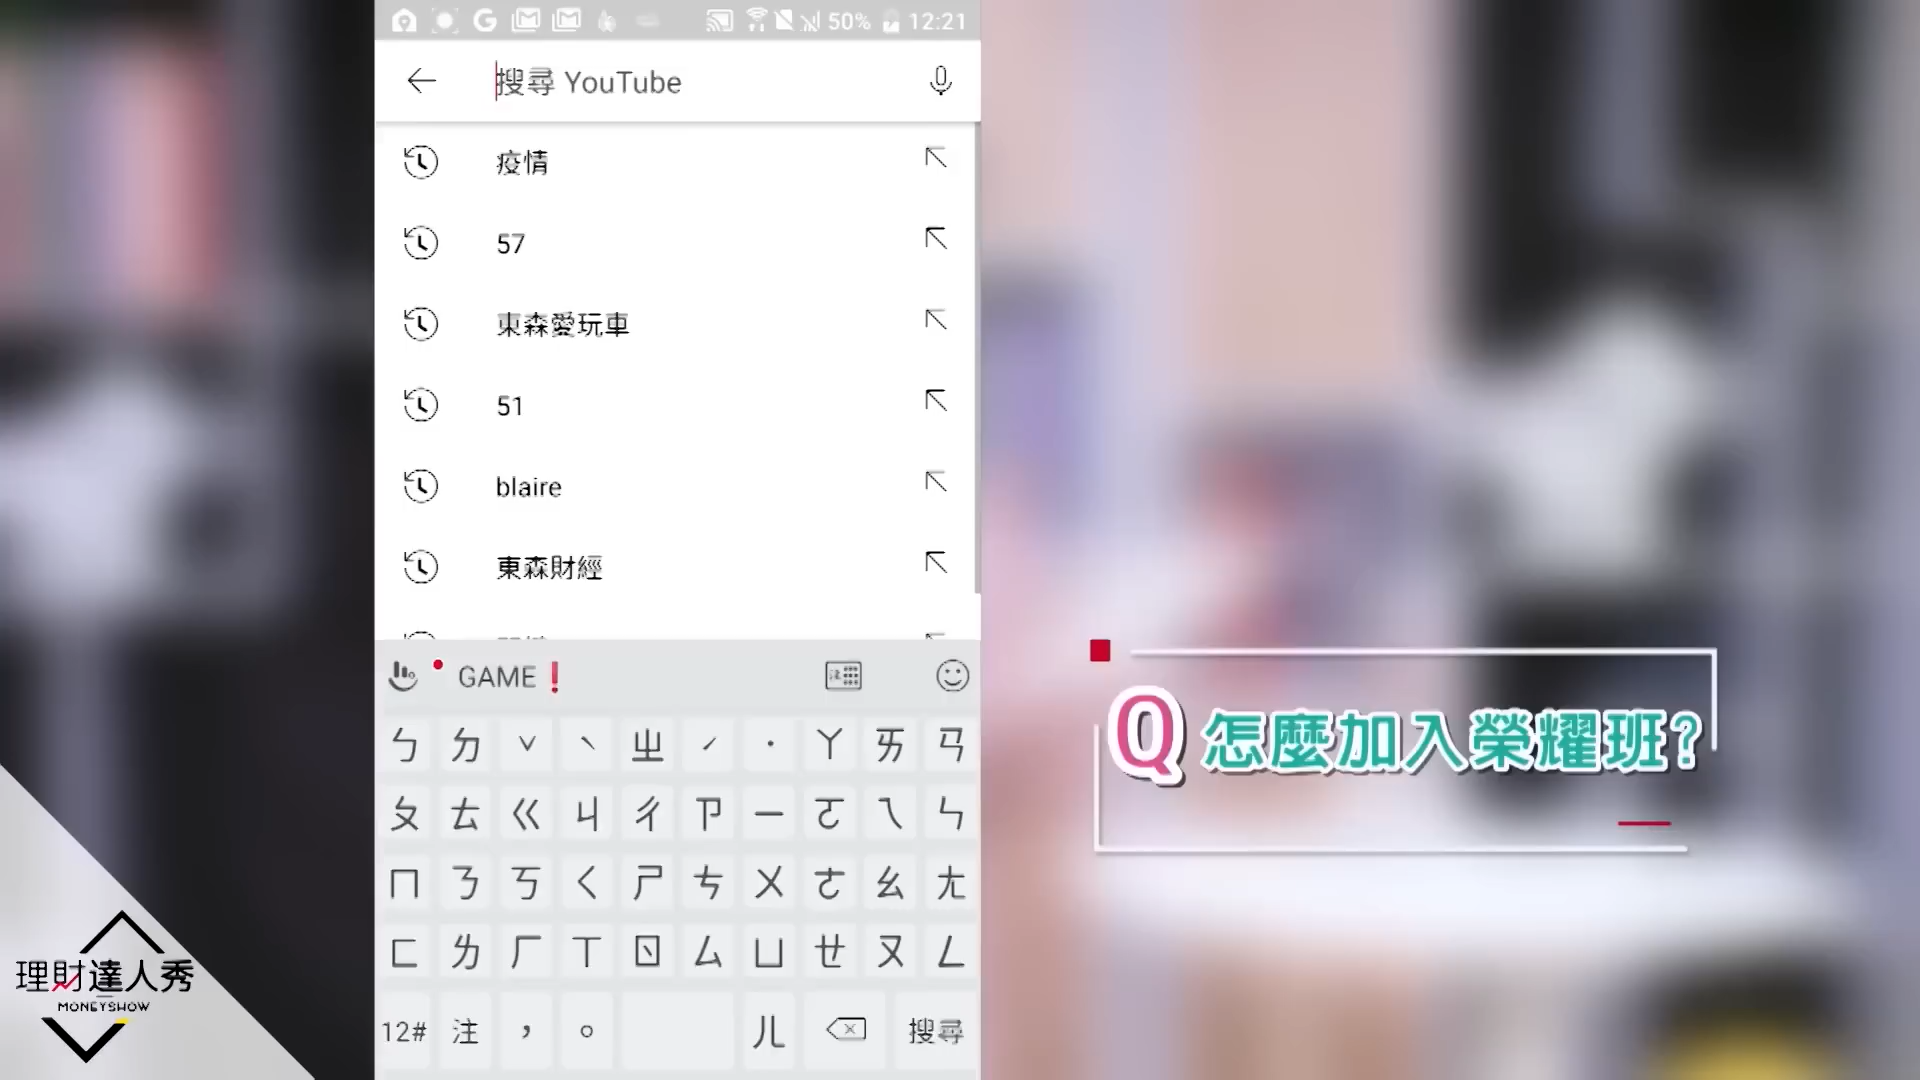 50% 12:21
搜尋 YouTube
疫情
57
東森愛玩車
51
blaire
東森財經
GAME❗
ㄅ ㄉ ˇ ˋ ㄓ ˊ ˙ ㄚ ㄞ ㄢ
ㄆ ㄊ ㄍ ㄐ ㄔ ㄗ ㄧ ㄛ ㄟ ㄣ
ㄇ ㄋ ㄎ ㄑ ㄕ ㄘ ㄨ ㄜ ㄠ ㄤ
ㄈ ㄌ ㄏ ㄒ ㄖ ㄙ ㄩ ㄝ ㄡ ㄥ
12# 注 , 。 ㄦ 搜尋
Q 怎麼加入榮耀班?
理財達人秀
MONEYSHOW